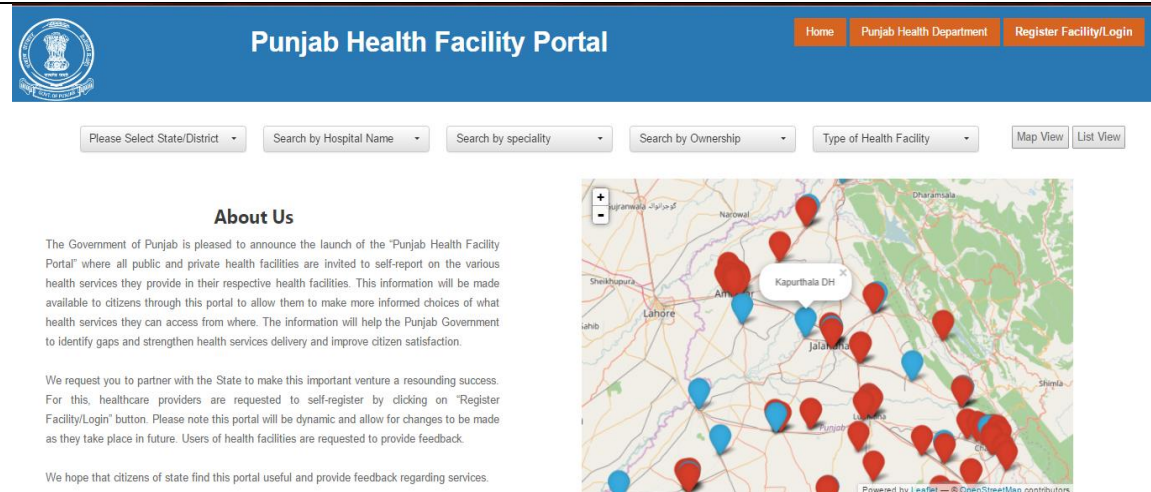 Punjab Health Facility Portal
Home
Punjab Health Department
Register Facility/Login
GOVT. OF PUNJAB
Please Select State/District
Search by Hospital Name
Search by speciality
Search by Ownership
Type of Health Facility
Map View
List View
About Us
The Government of Punjab is pleased to announce the launch of the “Punjab Health Facility
Portal” where all public and private health facilities are invited to self-report on the various
health services they provide in their respective health facilities. This information will be made
available to citizens through this portal to allow them to make more informed choices of what
health services they can access from where. The information will help the Punjab Government
to identify gaps and strengthen health services delivery and improve citizen satisfaction.
We request you to partner with the State to make this important venture a resounding success.
For this, healthcare providers are requested to self-register by clicking on “Register
Facility/Login” button. Please note this portal will be dynamic and allow for changes to be made
as they take place in future. Users of health facilities are requested to provide feedback.
We hope that citizens of state find this portal useful and provide feedback regarding services.
+
-
گوجرانوالہ
Narowal
Dharamsala
Sheikhupura
Kapurthala DH
×
Lahore
Shimla
Punjab
Powered by Leaflet — © OpenStreetMap contributors